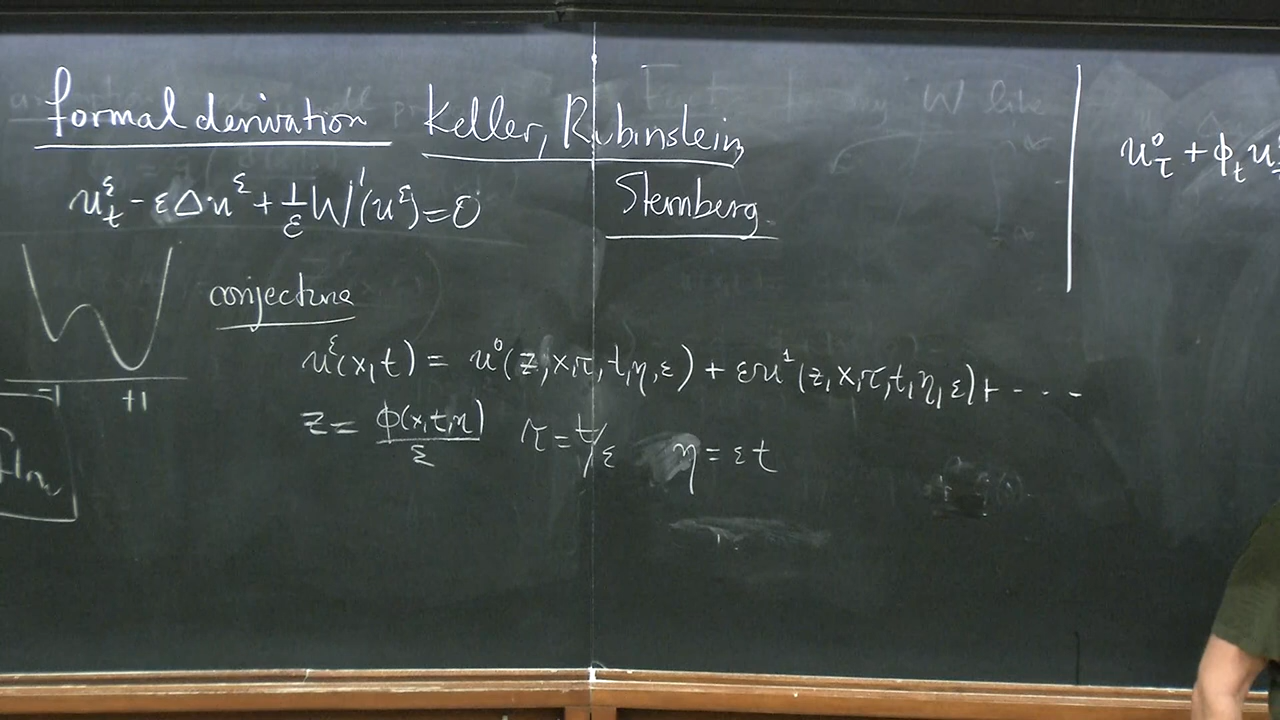 formal derivation Keller, Rubinstein,
Sternberg
u^ε_t - εΔu^ε + 1/ε W'(u^ε) = 0
conjecture
u^ε(x,t) = u^0(z,x,τ,t,η,ε) + εu^1(z,x,τ,t,η,ε) + ...
z = φ(x,t,η)/ε τ = t/ε η = εt
-1 +1
u^0_τ + φ_t u